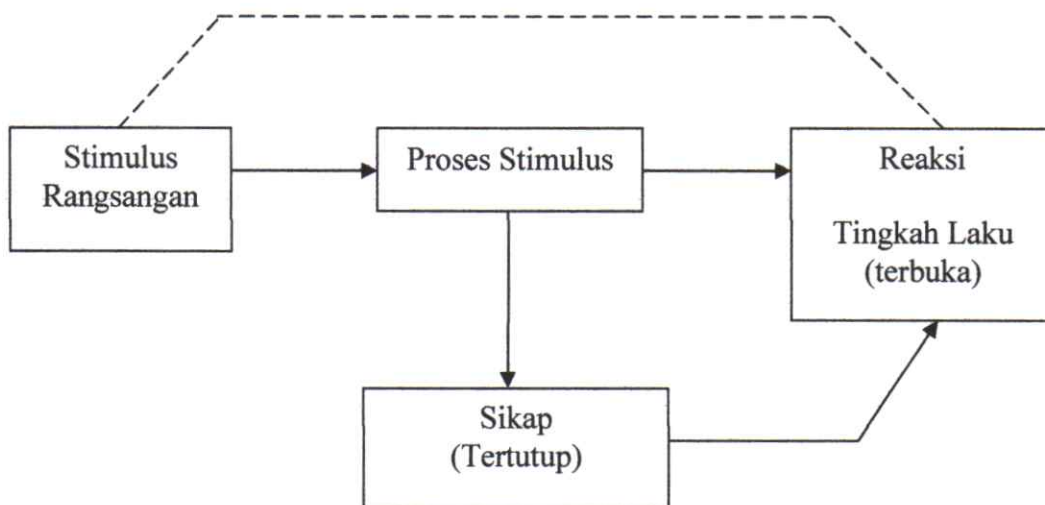 Stimulus
Rangsangan
Proses Stimulus
Reaksi
Tingkah Laku
(terbuka)
Sikap
(Tertutup)